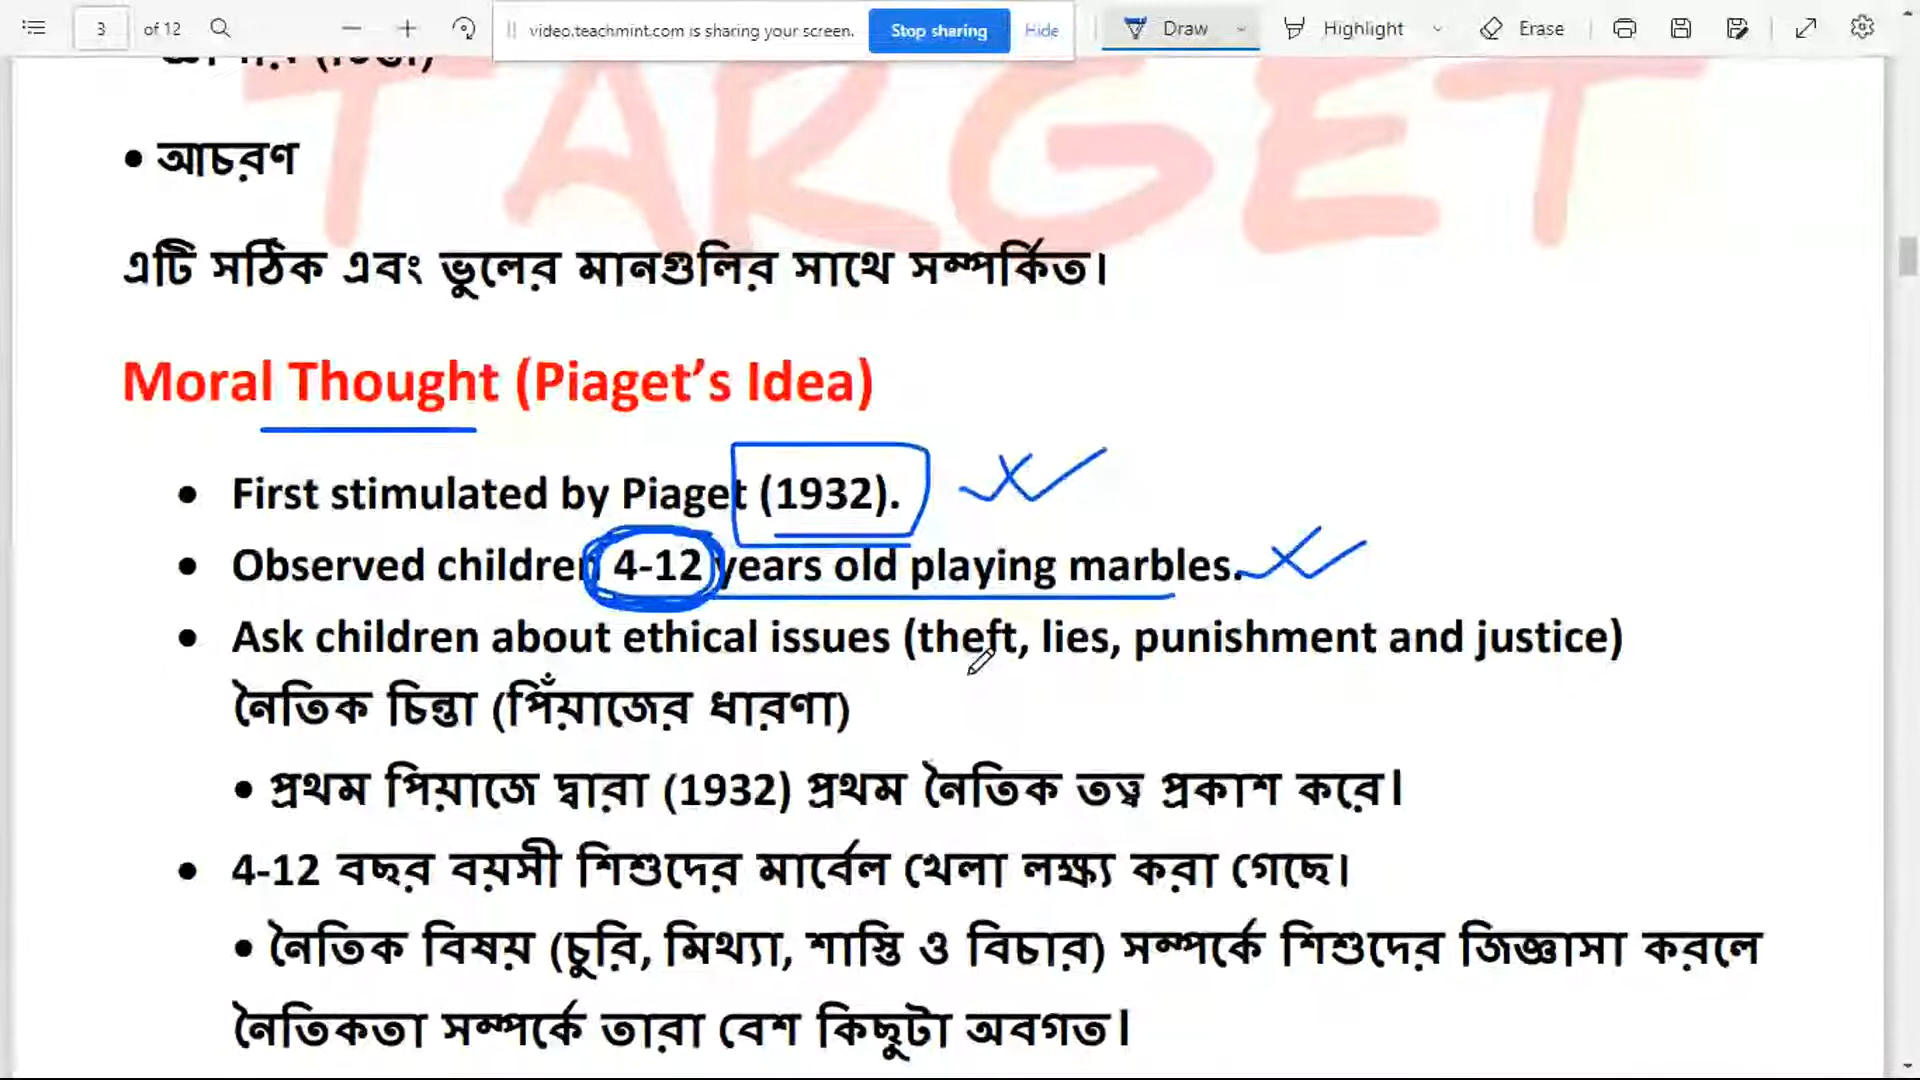 3 of 12
video.teachmint.com is sharing your screen. Stop sharing Hide
Draw Highlight Erase
TARGET
• আচরণ
এটি সঠিক এবং ভুলের মানগুলির সাথে সম্পর্কিত।
Moral Thought (Piaget’s Idea)
• First stimulated by Piaget (1932).
• Observed children 4-12 years old playing marbles.
• Ask children about ethical issues (theft, lies, punishment and justice)
নৈতিক চিন্তা (পিঁয়াজের ধারণা)
• প্রথম পিয়াজে দ্বারা (1932) প্রথম নৈতিক তত্ত্ব প্রকাশ করে।
• 4-12 বছর বয়সী শিশুদের মার্বেল খেলা লক্ষ্য করা গেছে।
• নৈতিক বিষয় (চুরি, মিথ্যা, শাস্তি ও বিচার) সম্পর্কে শিশুদের জিজ্ঞাসা করলে
নৈতিকতা সম্পর্কে তারা বেশ কিছুটা অবগত।